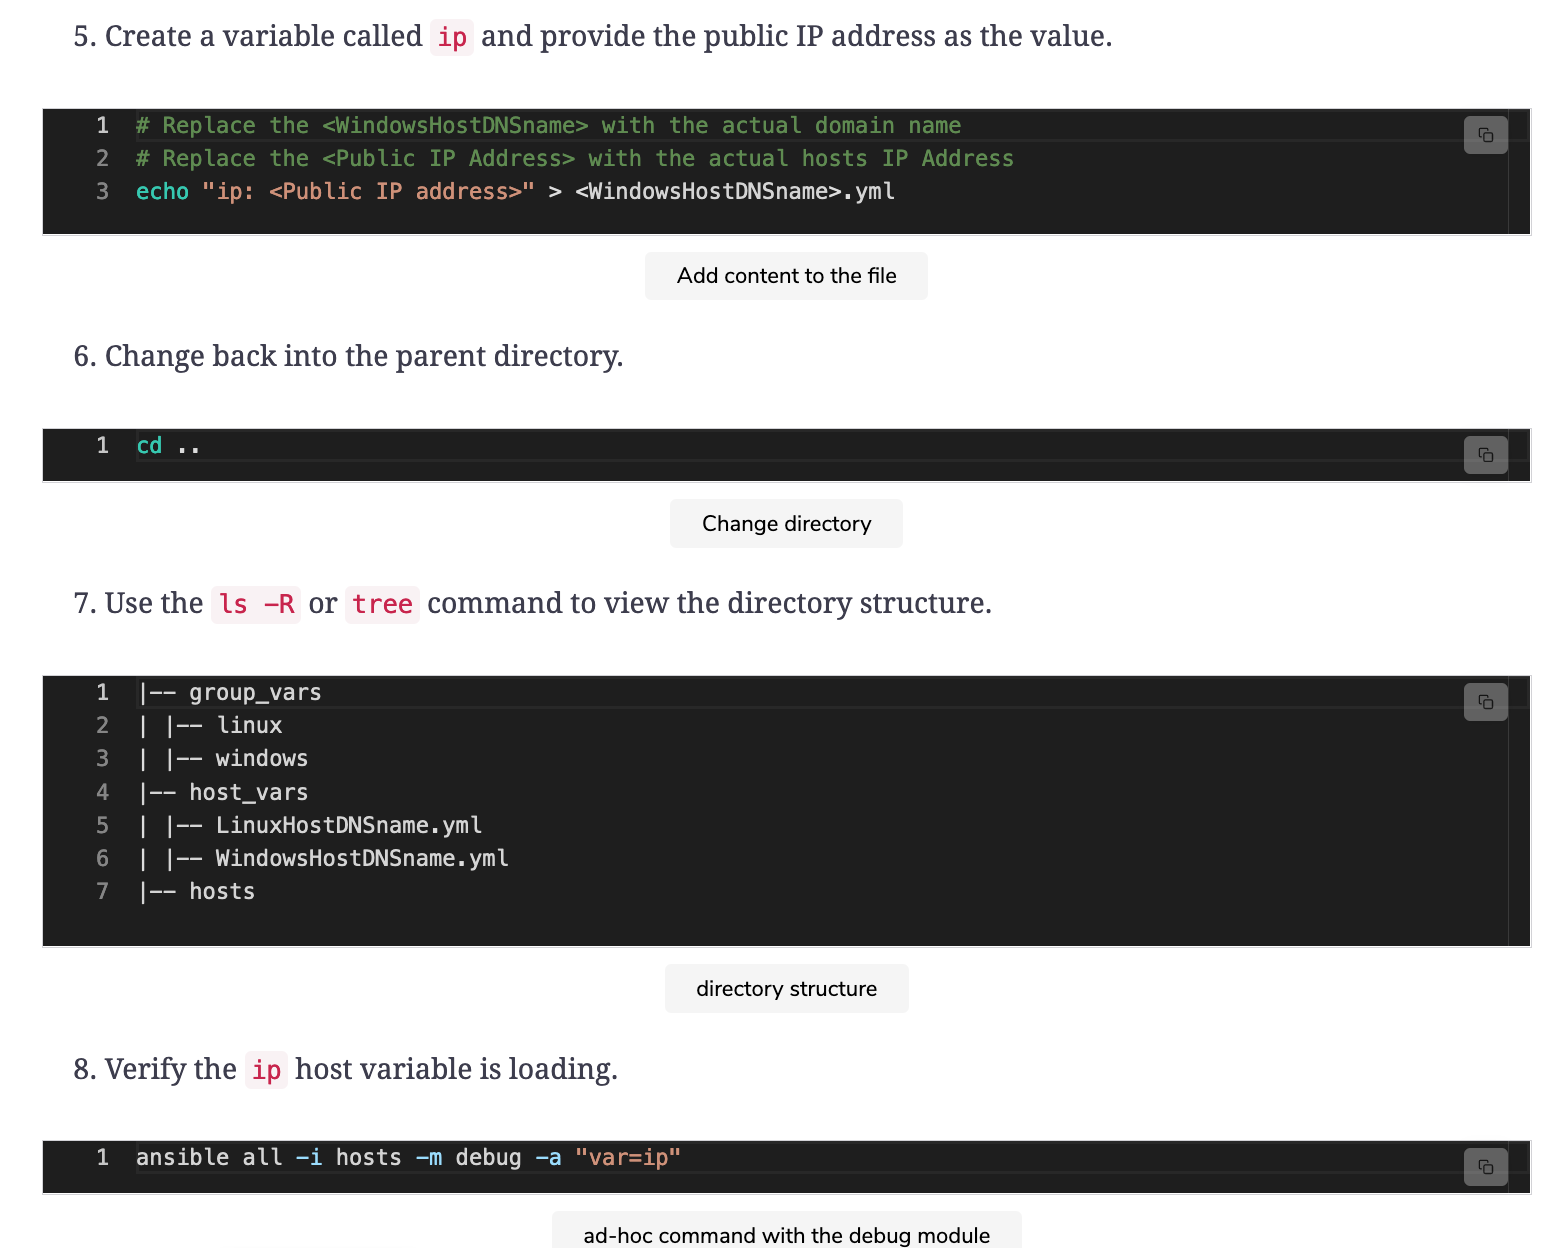 5. Create a variable called ip and provide the public IP address as the value.
1 # Replace the <WindowsHostDNSname> with the actual domain name
2 # Replace the <Public IP Address> with the actual hosts IP Address
3 echo "ip: <Public IP address>" > <WindowsHostDNSname>.yml
Add content to the file
6. Change back into the parent directory.
1 cd ..
Change directory
7. Use the ls -R or tree command to view the directory structure.
1 |-- group_vars
2 | |-- linux
3 | |-- windows
4 |-- host_vars
5 | |-- LinuxHostDNSname.yml
6 | |-- WindowsHostDNSname.yml
7 |-- hosts
directory structure
8. Verify the ip host variable is loading.
1 ansible all -i hosts -m debug -a "var=ip"
ad-hoc command with the debug module